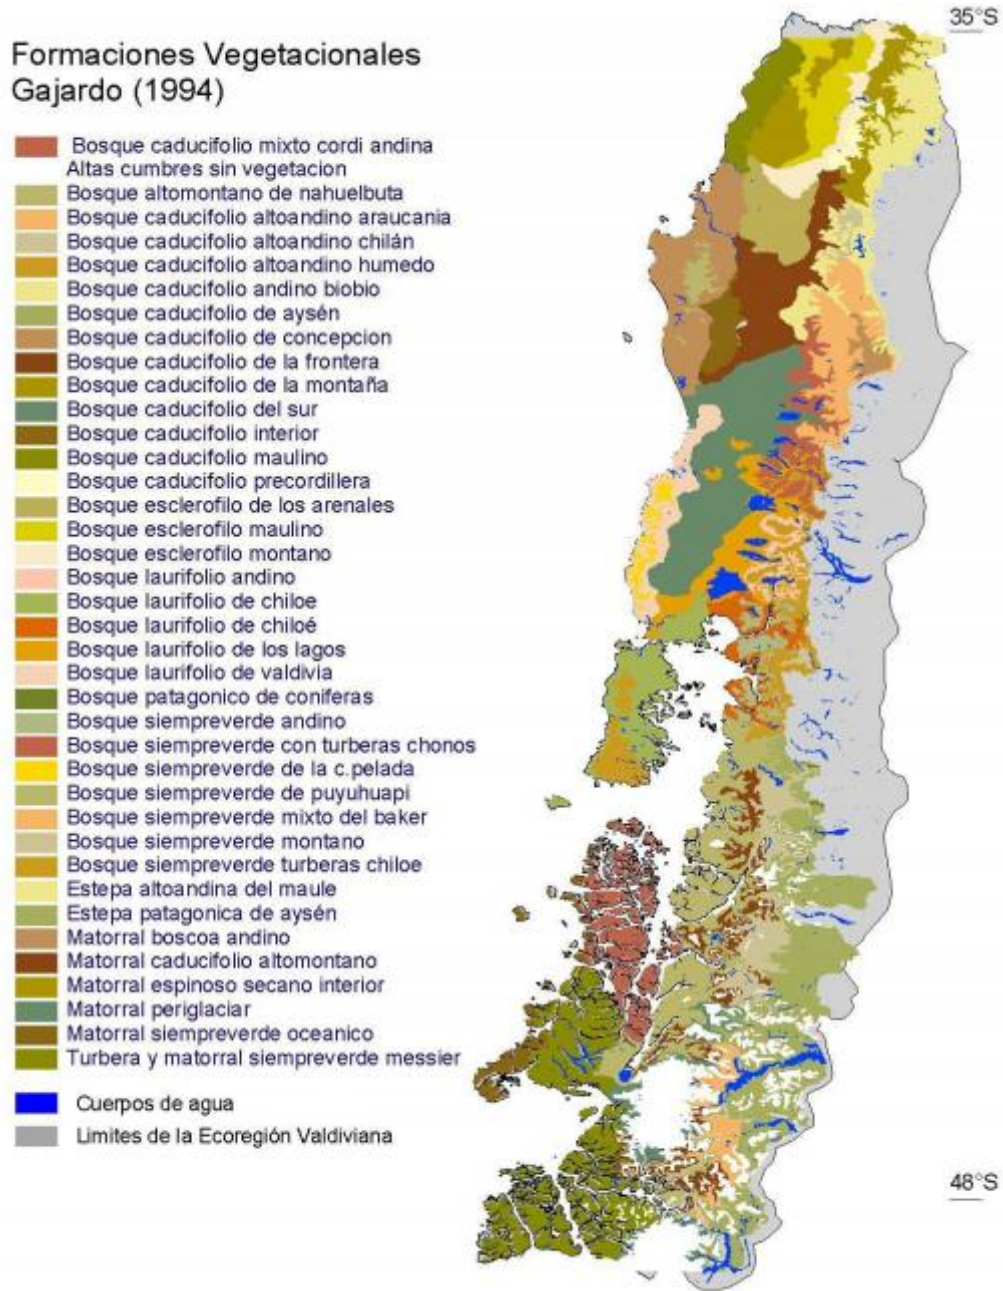 35°S
Formaciones Vegetacionales
Gajardo (1994)
Bosque caducifolio mixto cordi andina
Altas cumbres sin vegetacion
Bosque altomontano de nahuelbuta
Bosque caducifolio altoandino araucania
Bosque caducifolio altoandino chilán
Bosque caducifolio altoandino humedo
Bosque caducifolio andino biobio
Bosque caducifolio de aysén
Bosque caducifolio de concepcion
Bosque caducifolio de la frontera
Bosque caducifolio de la montaña
Bosque caducifolio del sur
Bosque caducifolio interior
Bosque caducifolio maulino
Bosque caducifolio precordillera
Bosque esclerofilo de los arenales
Bosque esclerofilo maulino
Bosque esclerofilo montano
Bosque laurifolio andino
Bosque laurifolio de chiloe
Bosque laurifolio de chiloé
Bosque laurifolio de los lagos
Bosque laurifolio de valdivia
Bosque patagonico de coniferas
Bosque siempreverde andino
Bosque siempreverde con turberas chonos
Bosque siempreverde de la c.pelada
Bosque siempreverde de puyuhuapi
Bosque siempreverde mixto del baker
Bosque siempreverde montano
Bosque siempreverde turberas chiloe
Estepa altoandina del maule
Estepa patagonica de aysén
Matorral boscoa andino
Matorral caducifolio altomontano
Matorral espinoso secano interior
Matorral periglaciar
Matorral siempreverde oceanico
Turbera y matorral siempreverde messier
Cuerpos de agua
Limites de la Ecoregión Valdiviana
48°S